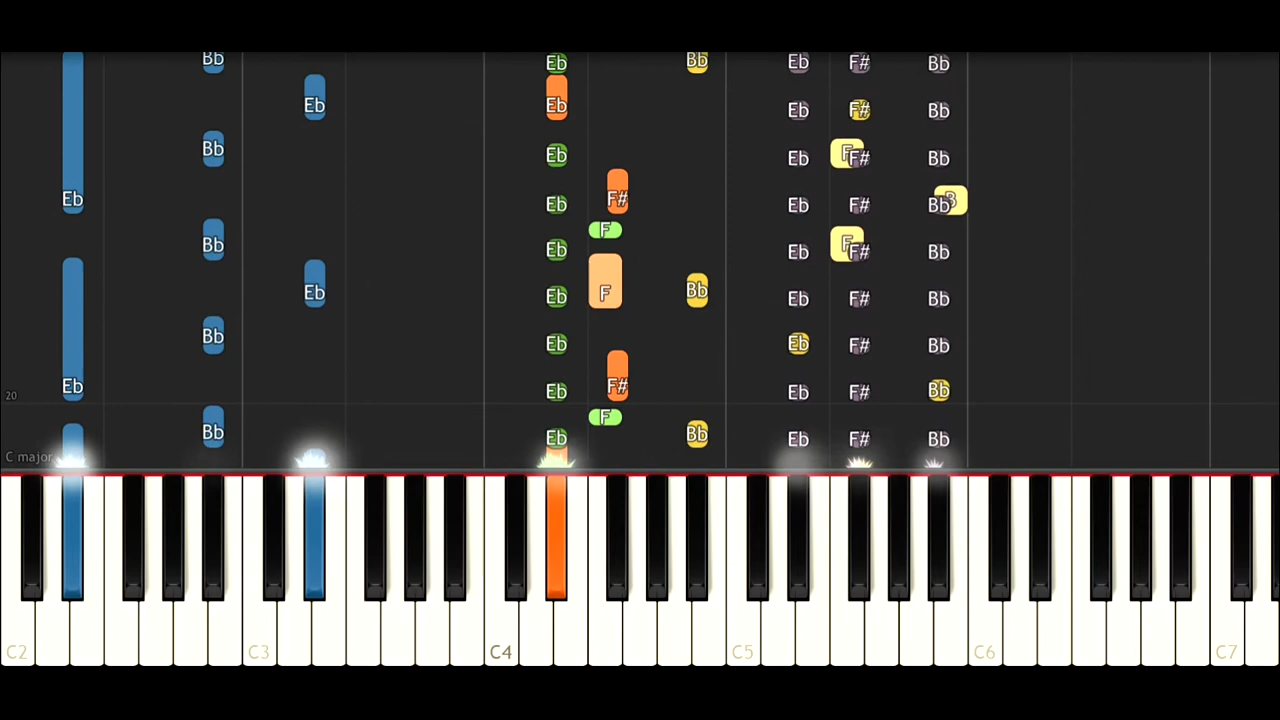 Bb Eb Bb Eb F# Bb
Eb Eb Eb F# Bb
Bb Eb Eb F F# Bb
Eb F# Eb Eb F# Bb B
Bb Eb F F Eb F# Bb
Eb Eb F Bb Eb F# Bb
Bb Eb Eb F# Bb
Eb Eb F# Eb F# Bb
20
Bb Eb F Bb Eb F# Bb
C major
C2 C3 C4 C5 C6 C7